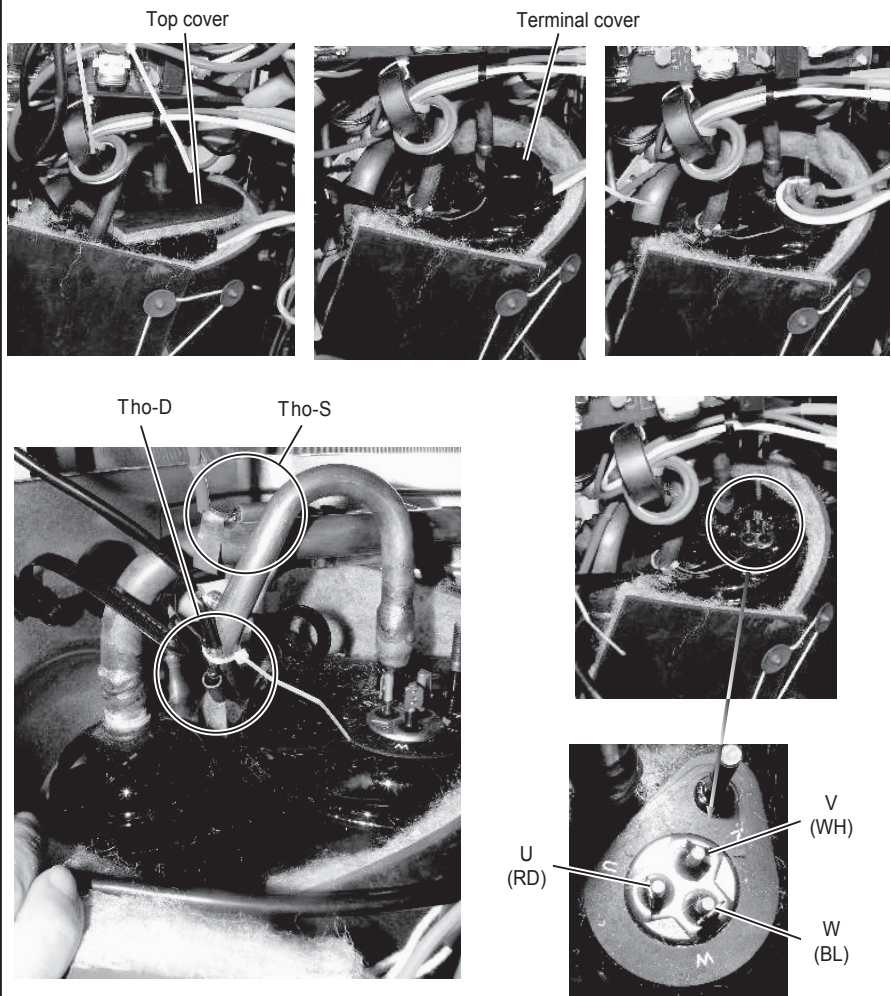 Top cover
Terminal cover
Tho-D
Tho-S
V
(WH)
U
(RD)
W
(BL)
W